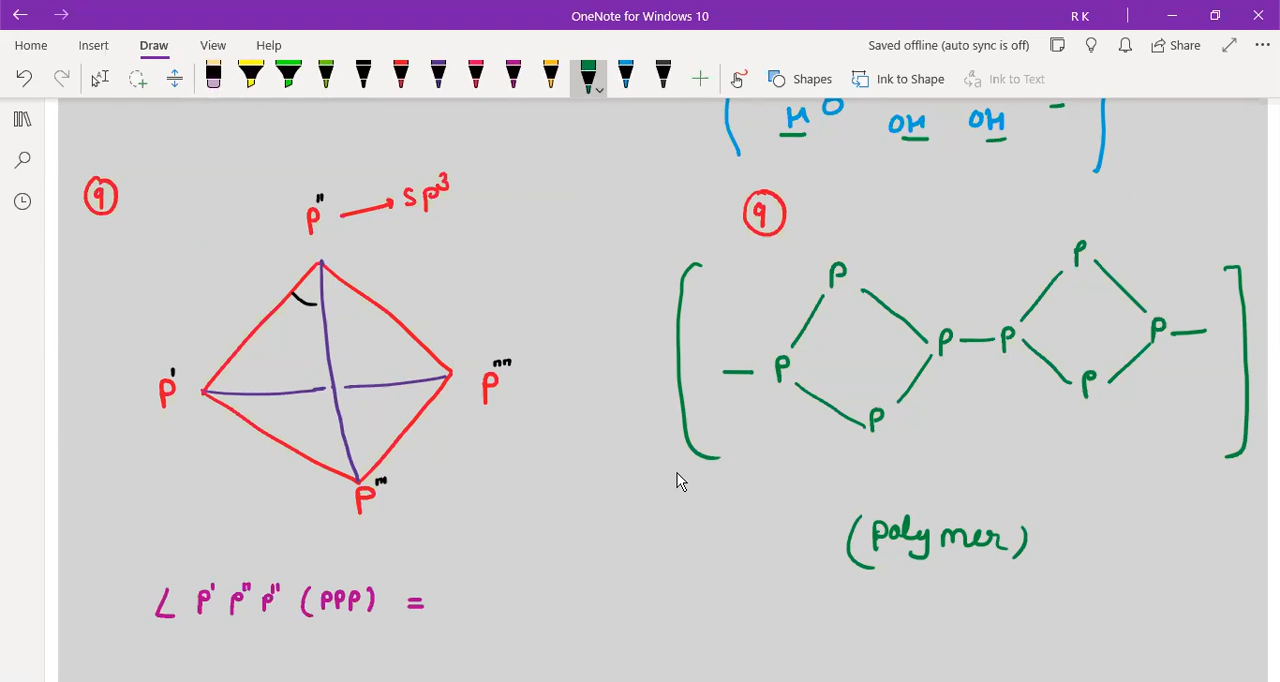 OneNote for Windows 10
R K
Home Insert Draw View Help
Saved offline (auto sync is off)
Share
Shapes
Ink to Shape
Ink to Text
H O OH OH
9
P" → sp³
P'
P""
P"'
∠ P' P" P" (PPP) =
9
P P
P P — P P —
— P P P
(polymer)